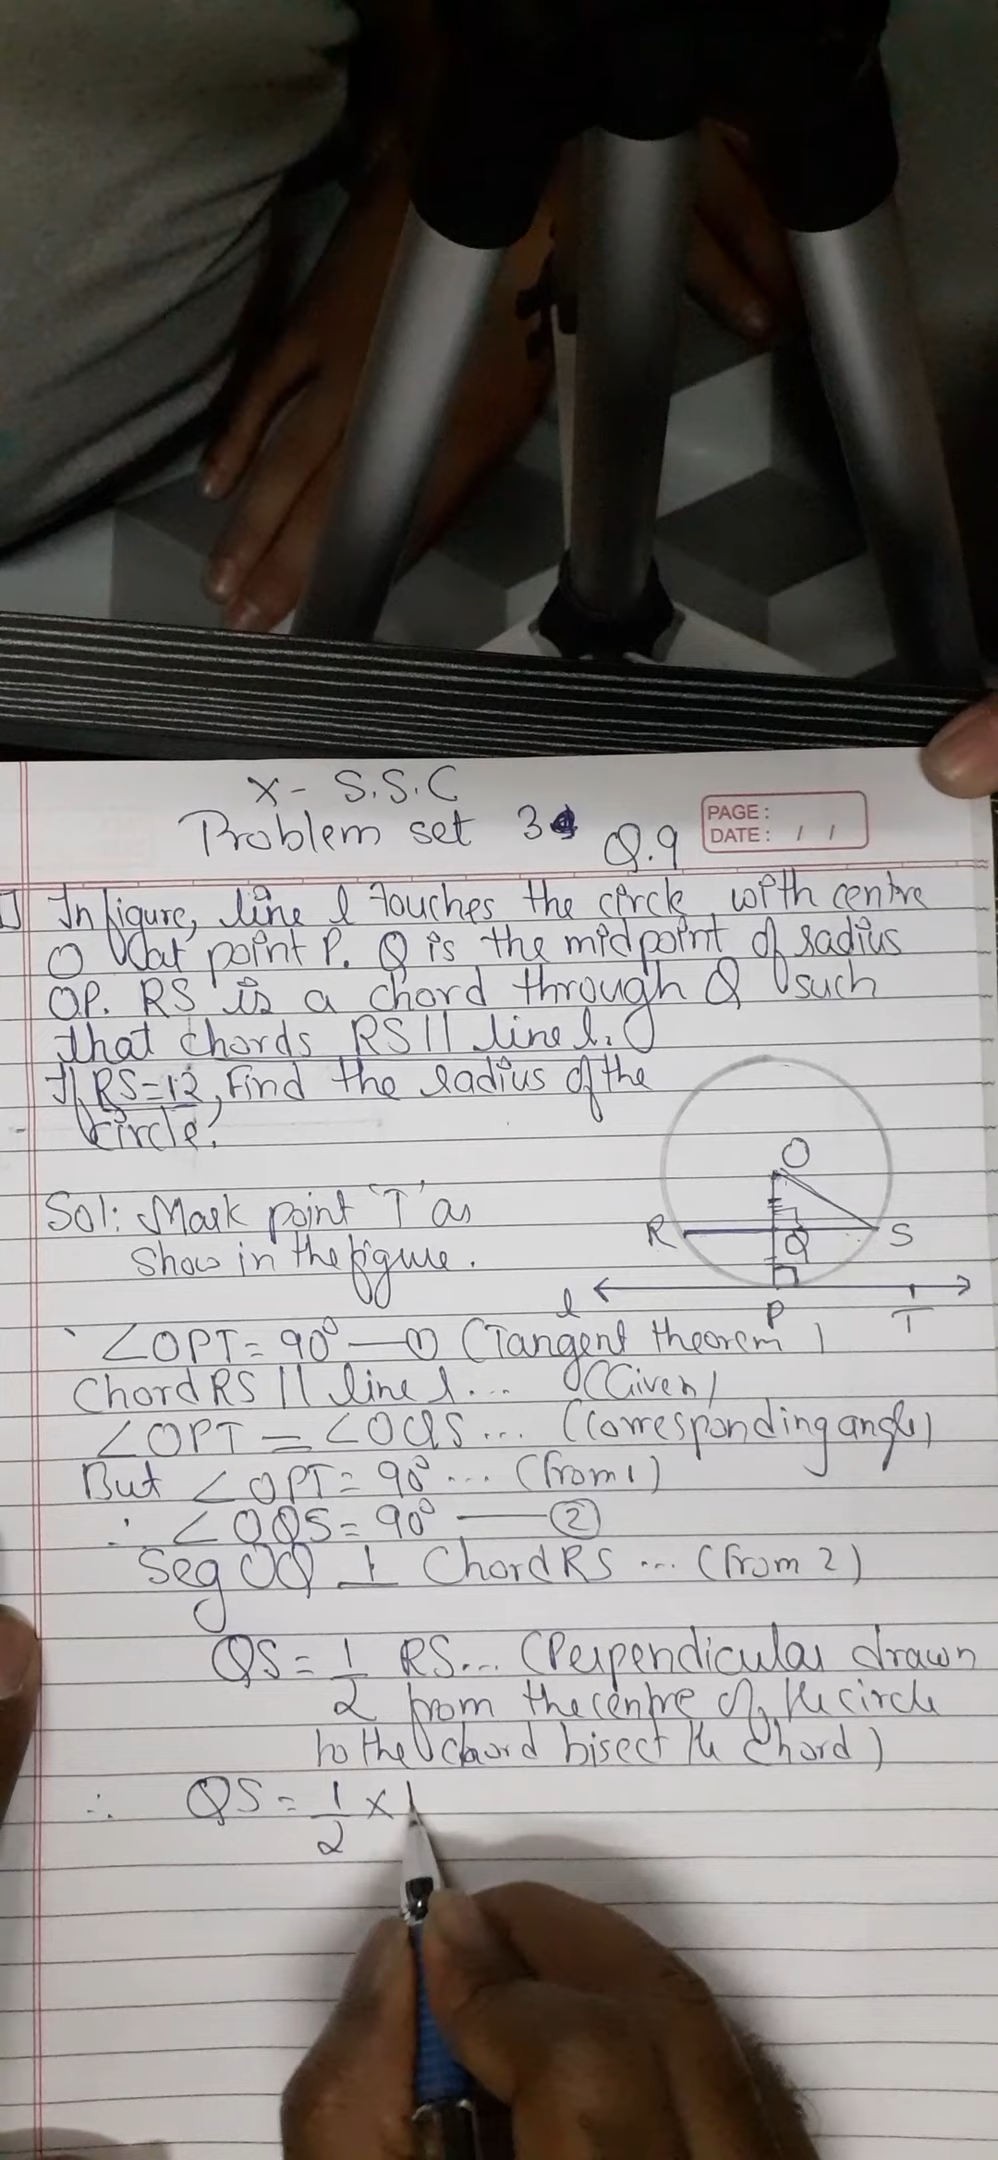 X - S.S.C
Problem set 3 Q.9
PAGE:
DATE: / /
In figure, line l touches the circle with centre
O at point P. Q is the midpoint of radius
OP. RS is a chord through Q such
that chords RS || line l.
If RS=12, Find the radius of the
circle.
Sol: Mark point 'T' as
Show in the figure.
O
R
Q
S
l
P
T
∠OPT = 90° — ① (Tangent theorem)
Chord RS || line l ... (Given)
∠OPT = ∠OQS ... (Corresponding angle)
But ∠OPT = 90° ... (from 1)
∴ ∠OQS = 90° — ②
Seg OQ ⊥ Chord RS ... (from 2)
QS = 1/2 RS... (Perpendicular drawn
from the centre of the circle
to the chord bisect the chord)
∴ QS = 1/2 × 1